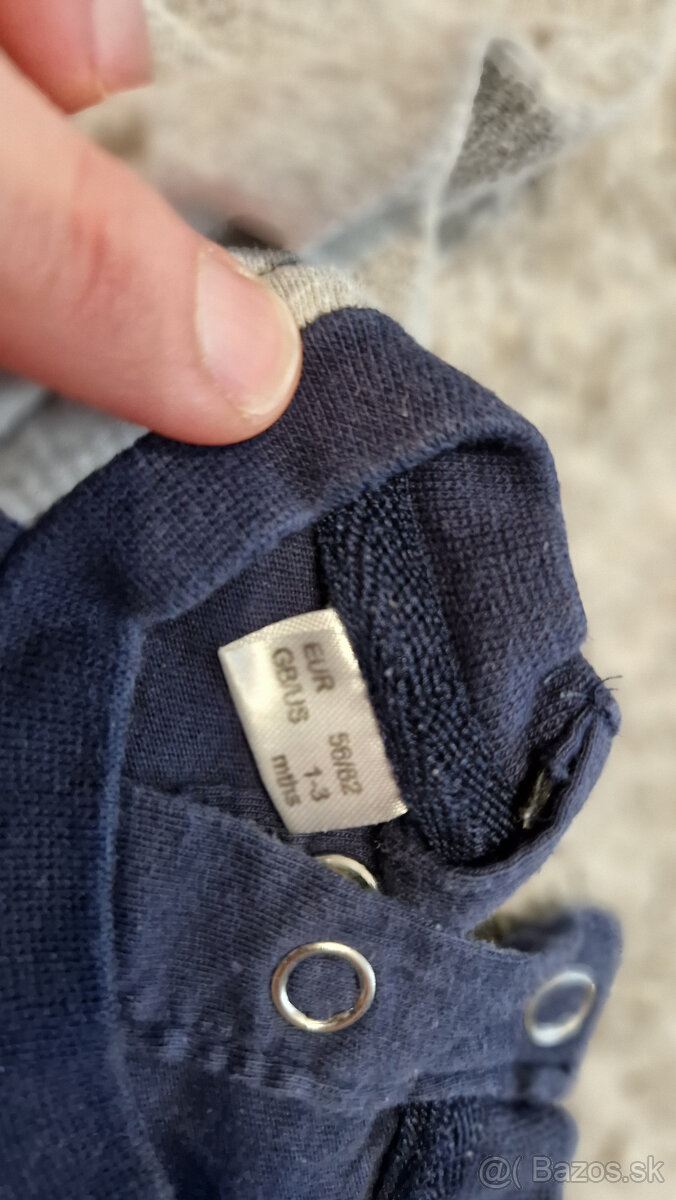 EUR 56/62
GB/US 1-3
mths
@( Bazos.sk